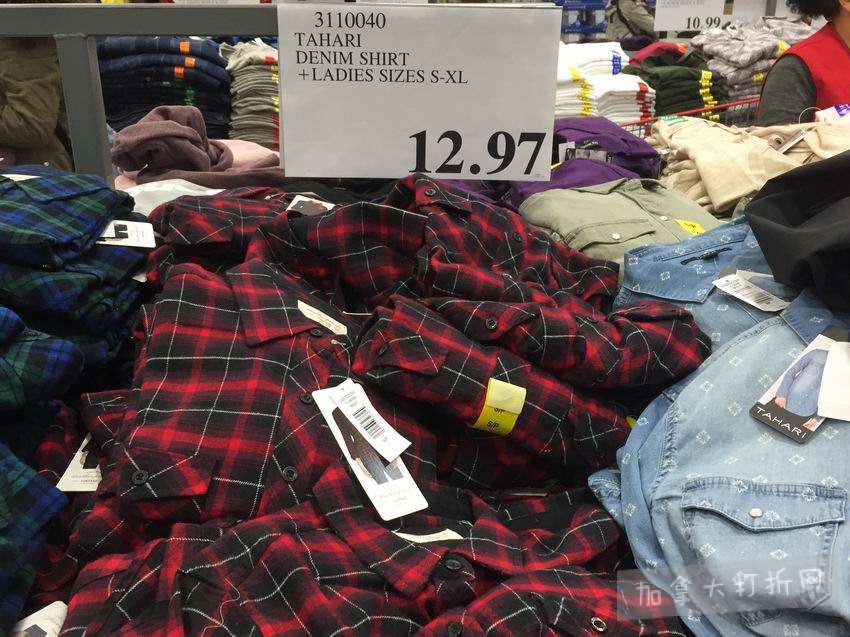 3110040
TAHARI
DENIM SHIRT
+LADIES SIZES S-XL
12.97
10.99
S/P
S/P
TAHARI
加拿大打折网